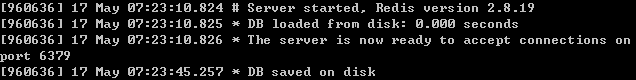 [960636] 17 May 07:23:10.824 # Server started, Redis version 2.8.19
[960636] 17 May 07:23:10.825 * DB loaded from disk: 0.000 seconds
[960636] 17 May 07:23:10.826 * The server is now ready to accept connections on
port 6379
[960636] 17 May 07:23:45.257 * DB saved on disk